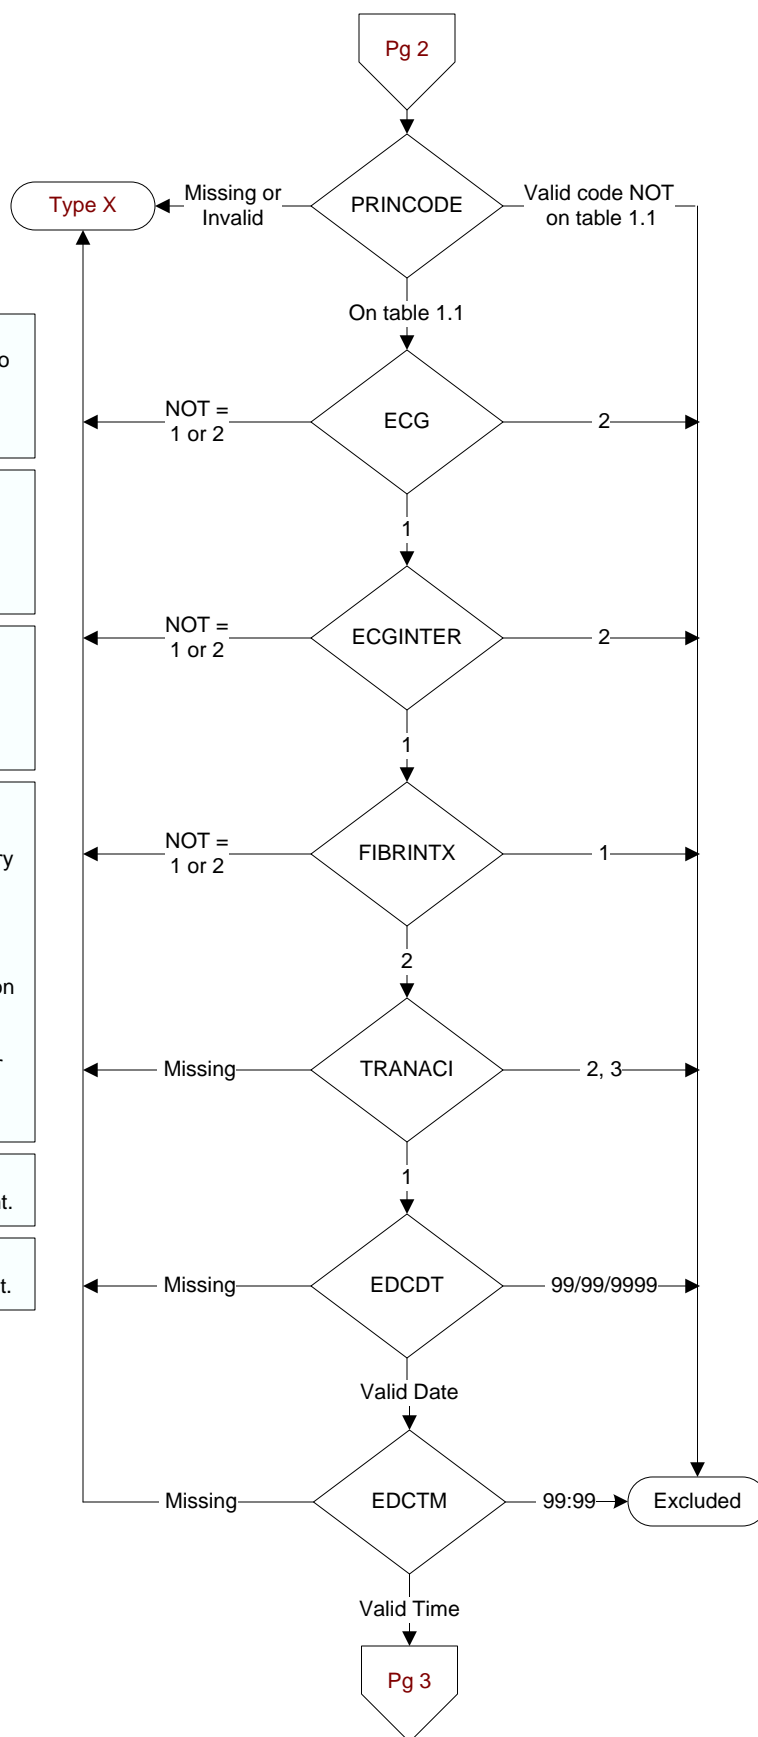 Pg 2
Type X
Missing or
Invalid
PRINCODE
Valid code NOT
on table 1.1
On table 1.1
o
NOT =
1 or 2
ECG
2
1
NOT =
1 or 2
ECGINTER
2
1
ry
on
NOT =
1 or 2
FIBRINTX
1
2
Missing
TRANACI
2, 3
1
t.
t.
Missing
EDCDT
99/99/9999
Valid Date
Missing
EDCTM
99:99
Excluded
Valid Time
Pg 3